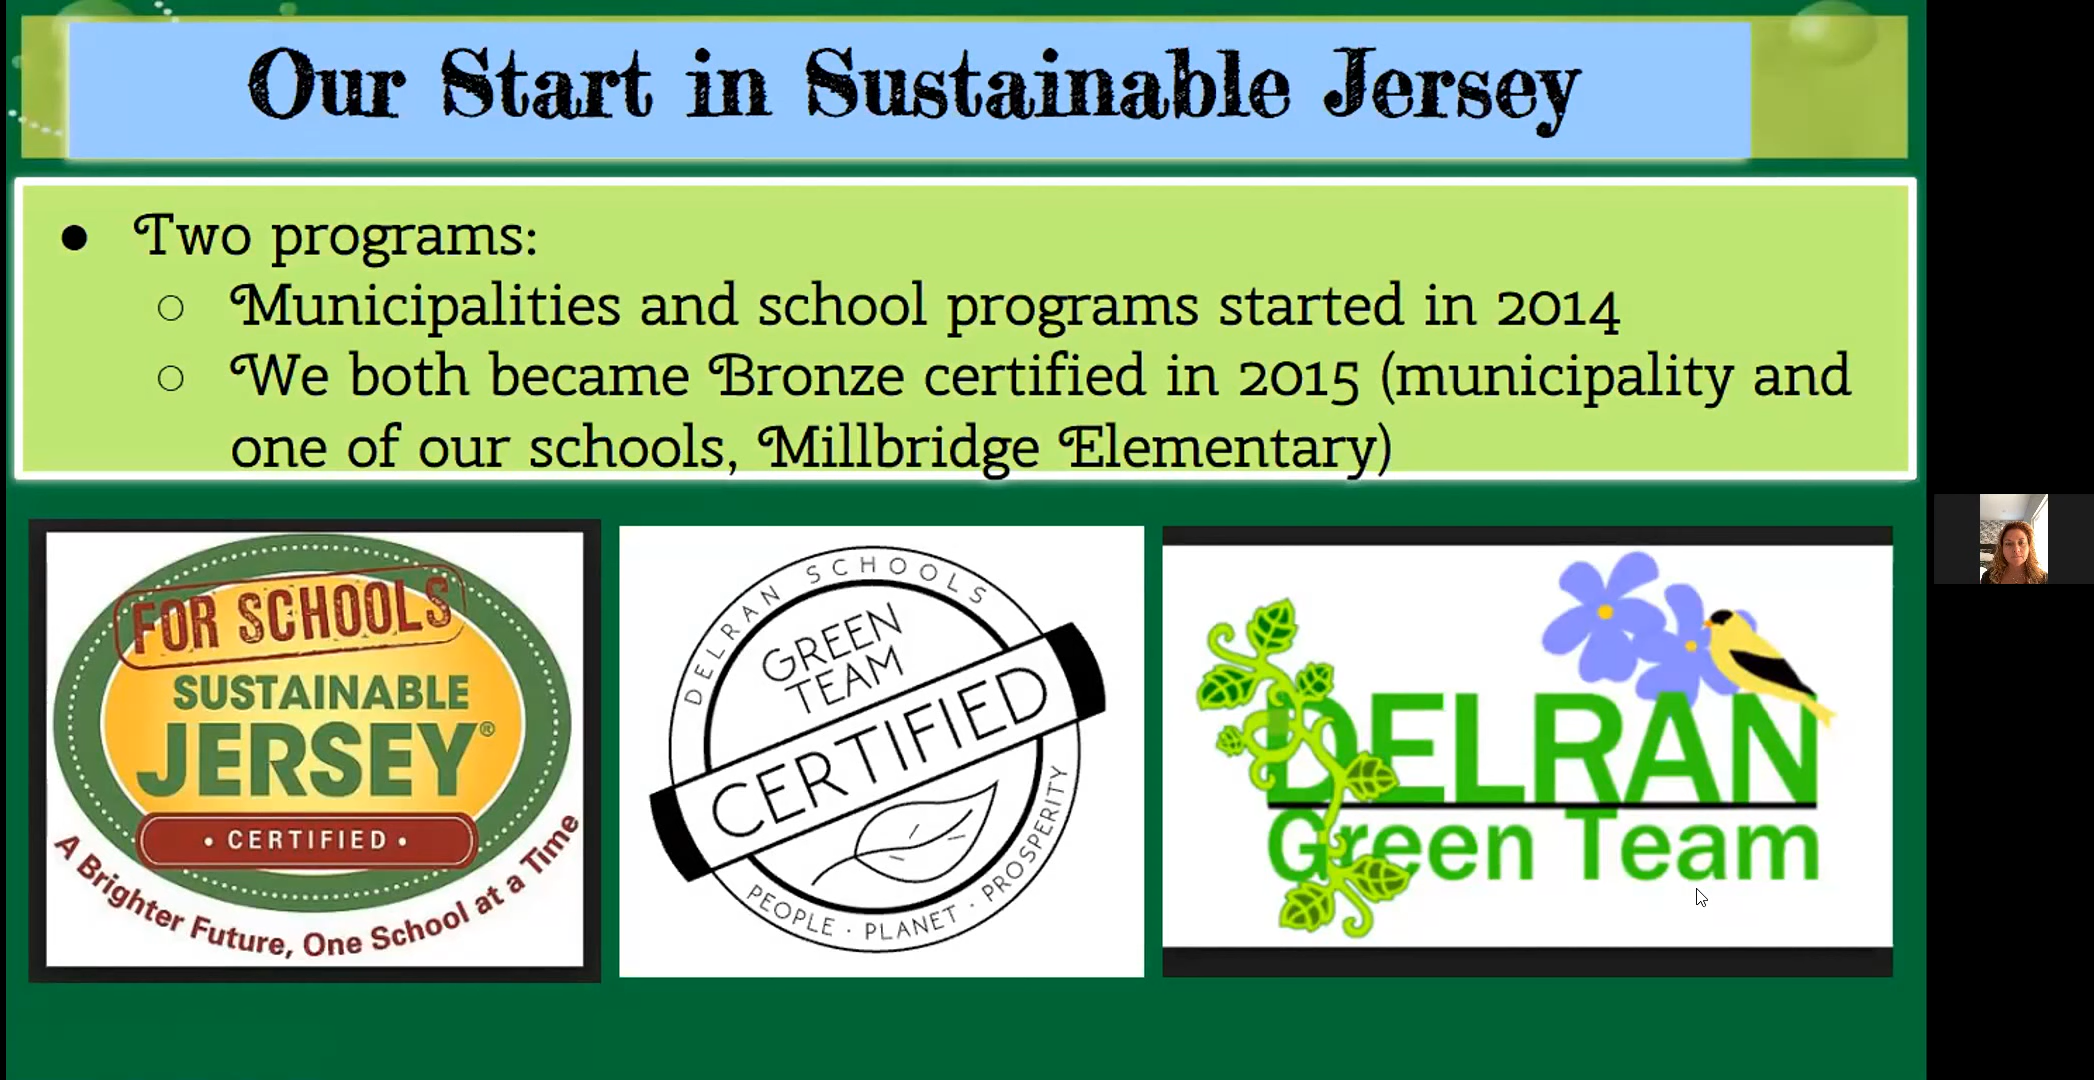 Our Start in Sustainable Jersey
● Two programs:
○ Municipalities and school programs started in 2014
○ We both became Bronze certified in 2015 (municipality and
one of our schools, Millbridge Elementary)
FOR SCHOOLS
SUSTAINABLE
JERSEY®
• CERTIFIED •
A Brighter Future, One School at a Time
DELRAN SCHOOLS
GREEN
TEAM
CERTIFIED
PEOPLE · PLANET · PROSPERITY
DELRAN
Green Team